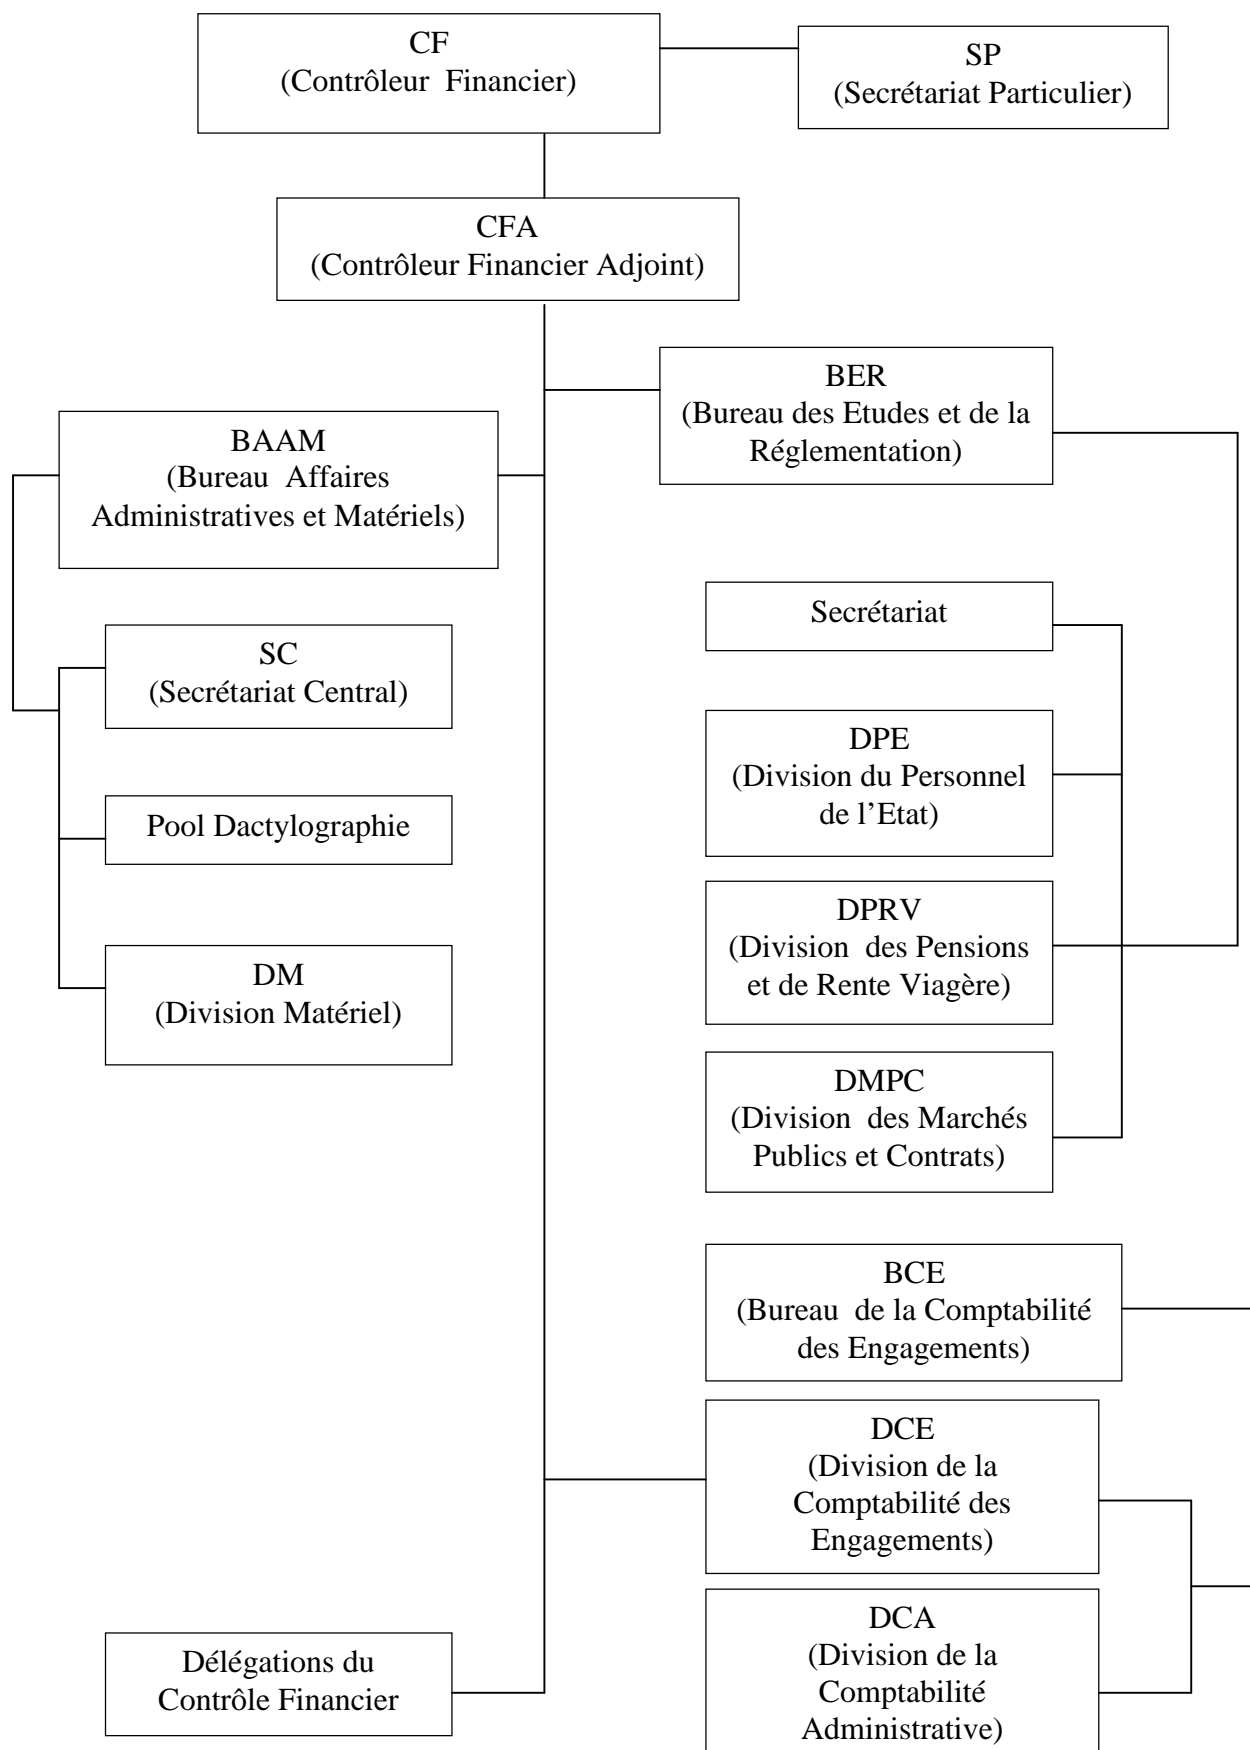 CF
(Contrôleur Financier)
SP
(Secrétariat Particulier)
CFA
(Contrôleur Financier Adjoint)
BER
(Bureau des Etudes et de la
Réglementation)
BAAM
(Bureau Affaires
Administratives et Matériels)
Secrétariat
SC
(Secrétariat Central)
DPE
(Division du Personnel
de l’Etat)
Pool Dactylographie
DPRV
(Division des Pensions
et de Rente Viagère)
DM
(Division Matériel)
DMPC
(Division des Marchés
Publics et Contrats)
BCE
(Bureau de la Comptabilité
des Engagements)
DCE
(Division de la
Comptabilité des
Engagements)
DCA
(Division de la
Comptabilité
Administrative)
Délégations du
Contrôle Financier